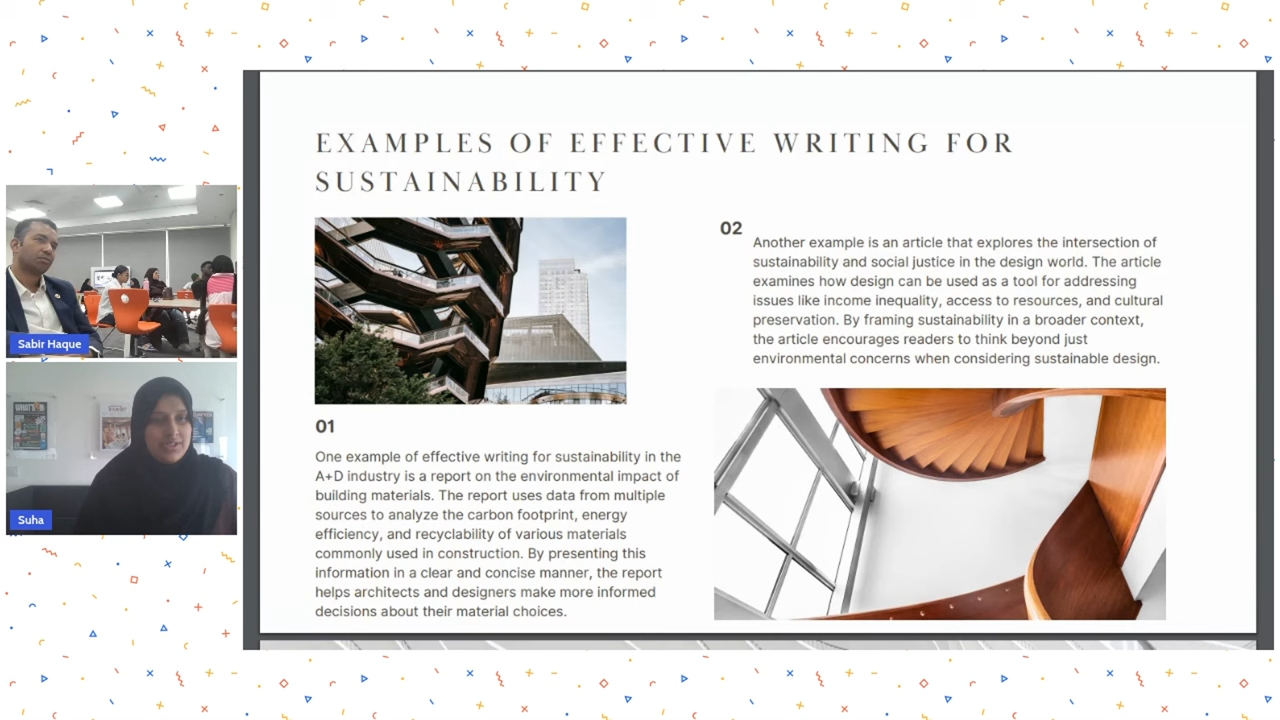 EXAMPLES OF EFFECTIVE WRITING FOR
SUSTAINABILITY
01
One example of effective writing for sustainability in the
A+D industry is a report on the environmental impact of
building materials. The report uses data from multiple
sources to analyze the carbon footprint, energy
efficiency, and recyclability of various materials
commonly used in construction. By presenting this
information in a clear and concise manner, the report
helps architects and designers make more informed
decisions about their material choices.
02
Another example is an article that explores the intersection of
sustainability and social justice in the design world. The article
examines how design can be used as a tool for addressing
issues like income inequality, access to resources, and cultural
preservation. By framing sustainability in a broader context,
the article encourages readers to think beyond just
environmental concerns when considering sustainable design.
Sabir Haque
Suha